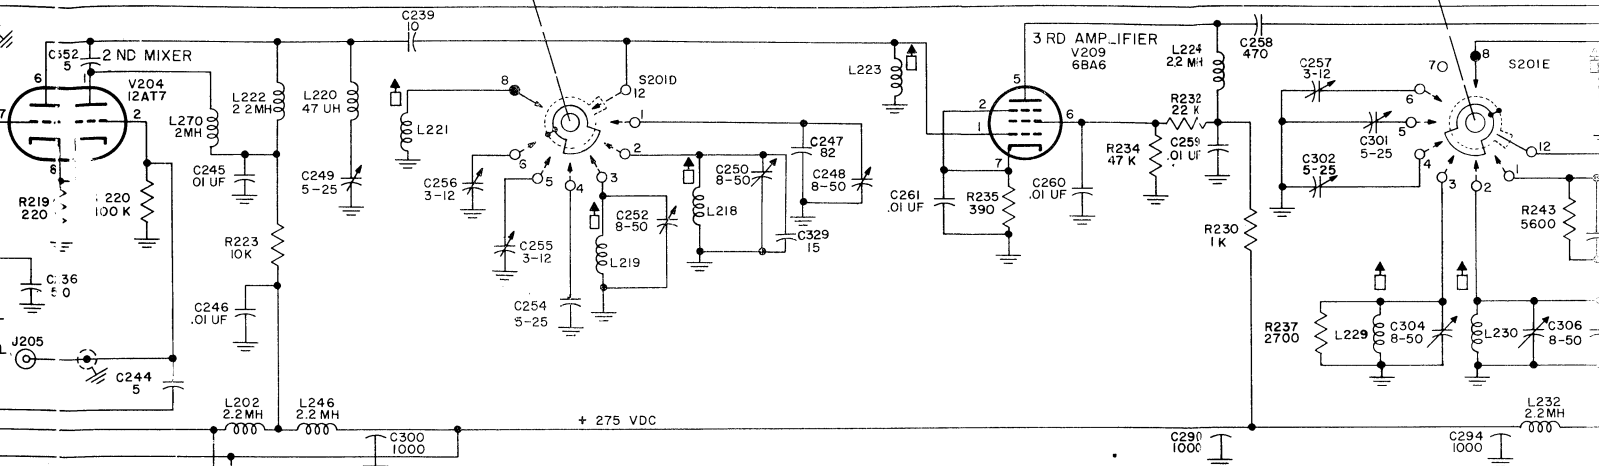 C239
10
C552
5
2 ND MIXER
V204
12AT7
6
1
7
2
8
L270
2MH
L222
2 2MH
L220
47 UH
C245
.01 UF
C249
5-25
R219
220
220
100 K
R223
10K
C246
.01 UF
J205
C244
5
L202
2.2MH
L246
2.2 MH
C300
1000
+ 275 VDC
S201D
8
12
1
2
3
4
5
6
L221
C256
3-12
C255
3-12
C254
5-25
C252
8-50
L219
C250
8-50
L218
C329
15
C247
82
C248
8-50
L223
3 RD AMPLIFIER
V209
6BA6
5
2
1
6
7
C261
.01 UF
R235
390
C260
.01 UF
R234
47 K
R232
22 K
C259
.01 UF
L224
2.2 MH
C258
470
R230
1K
C290
1000
C257
3-12
C301
5-25
C302
5-25
S201E
7
8
6
5
4
3
2
1
12
R243
5600
R237
2700
L229
C304
8-50
L230
C306
8-50
C294
1000
L232
2.2MH